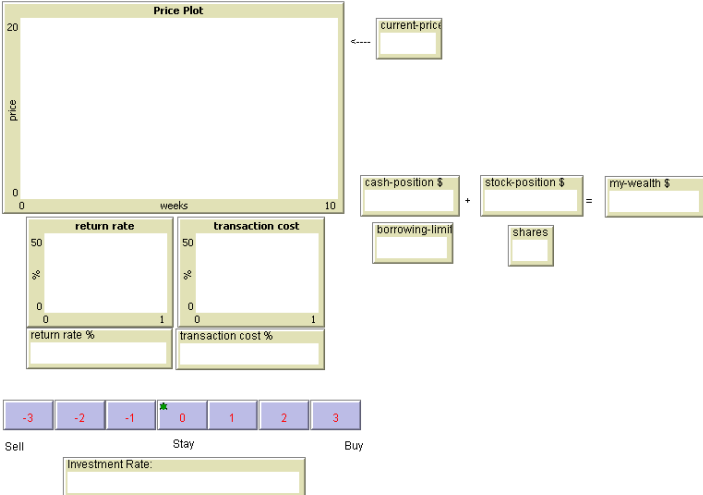 Price Plot
20
price
0
0 weeks 10
<----
current-price
cash-position $
+
stock-position $
=
my-wealth $
borrowing-limit
shares
return rate
50
%
0
0 1
transaction cost
50
%
0
0 1
return rate %
transaction cost %
-3 -2 -1 0 1 2 3
Sell Stay Buy
Investment Rate: